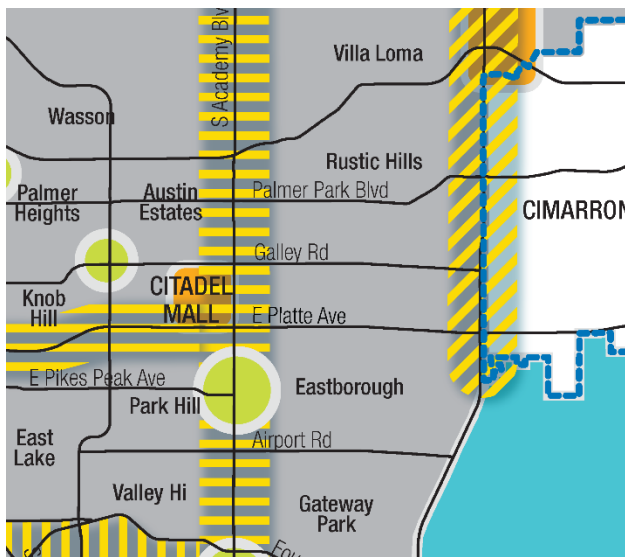 S Academy Blv
Villa Loma
Wasson
Rustic Hills
Palmer
Heights
Austin
Estates
Palmer Park Blvd
CIMARRON
Galley Rd
Knob
Hill
CITADEL
MALL
E Platte Ave
E Pikes Peak Ave
Park Hill
Eastborough
East
Lake
Airport Rd
Valley Hi
Gateway
Park